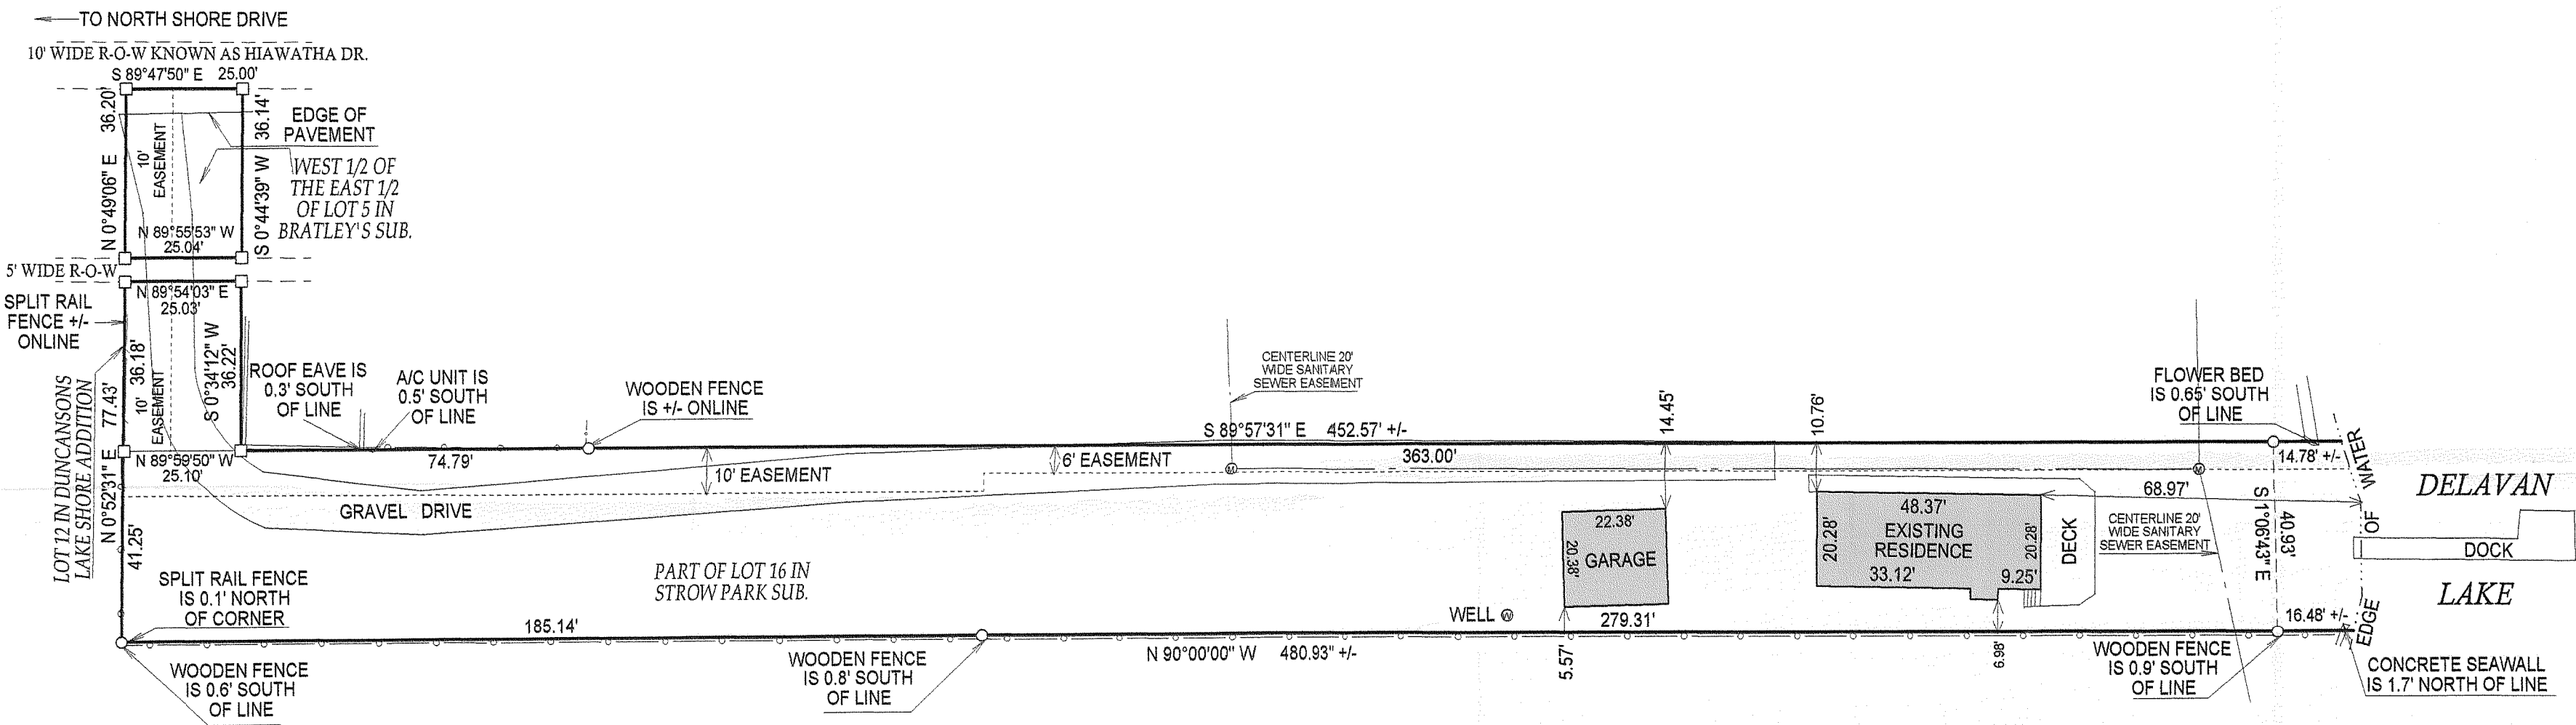 TO NORTH SHORE DRIVE
10' WIDE R-O-W KNOWN AS HIAWATHA DR.
S 89°47'50" E 25.00'
36.20'
N 0°49'06" E
10'
EASEMENT
36.14'
S 0°44'39" W
EDGE OF
PAVEMENT
WEST 1/2 OF
THE EAST 1/2
OF LOT 5 IN
BRATLEY'S SUB.
N 89°55'53" W
25.04'
5' WIDE R-O-W
N 89°54'03" E
25.03'
SPLIT RAIL
FENCE +/-
ONLINE
36.18'
10'
EASEMENT
S 0°34'12" W
36.22'
77.43'
N 0°52'31" E
LOT 12 IN DUNCANSONS
LAKE SHORE ADDITION
N 89°59'50" W
25.10'
41.25'
ROOF EAVE IS
0.3' SOUTH
OF LINE
A/C UNIT IS
0.5' SOUTH
OF LINE
WOODEN FENCE
IS +/- ONLINE
74.79'
10' EASEMENT
6' EASEMENT
GRAVEL DRIVE
CENTERLINE 20'
WIDE SANITARY
SEWER EASEMENT
S 89°57'31" E 452.57' +/-
363.00'
M
14.45'
10.76'
22.38'
20.38'
GARAGE
48.37'
20.28'
EXISTING
RESIDENCE
20.28'
33.12'
9.25'
DECK
FLOWER BED
IS 0.65' SOUTH
OF LINE
14.78' +/-
M
68.97'
CENTERLINE 20'
WIDE SANITARY
SEWER EASEMENT
40.93'
S 1°06'43" E
EDGE OF WATER
DELAVAN
DOCK
LAKE
SPLIT RAIL FENCE
IS 0.1' NORTH
OF CORNER
PART OF LOT 16 IN
STROW PARK SUB.
WELL W
185.14'
279.31'
16.48' +/-
N 90°00'00" W 480.93" +/-
5.57'
6.98'
WOODEN FENCE
IS 0.6' SOUTH
OF LINE
WOODEN FENCE
IS 0.8' SOUTH
OF LINE
WOODEN FENCE
IS 0.9' SOUTH
OF LINE
CONCRETE SEAWALL
IS 1.7' NORTH OF LINE